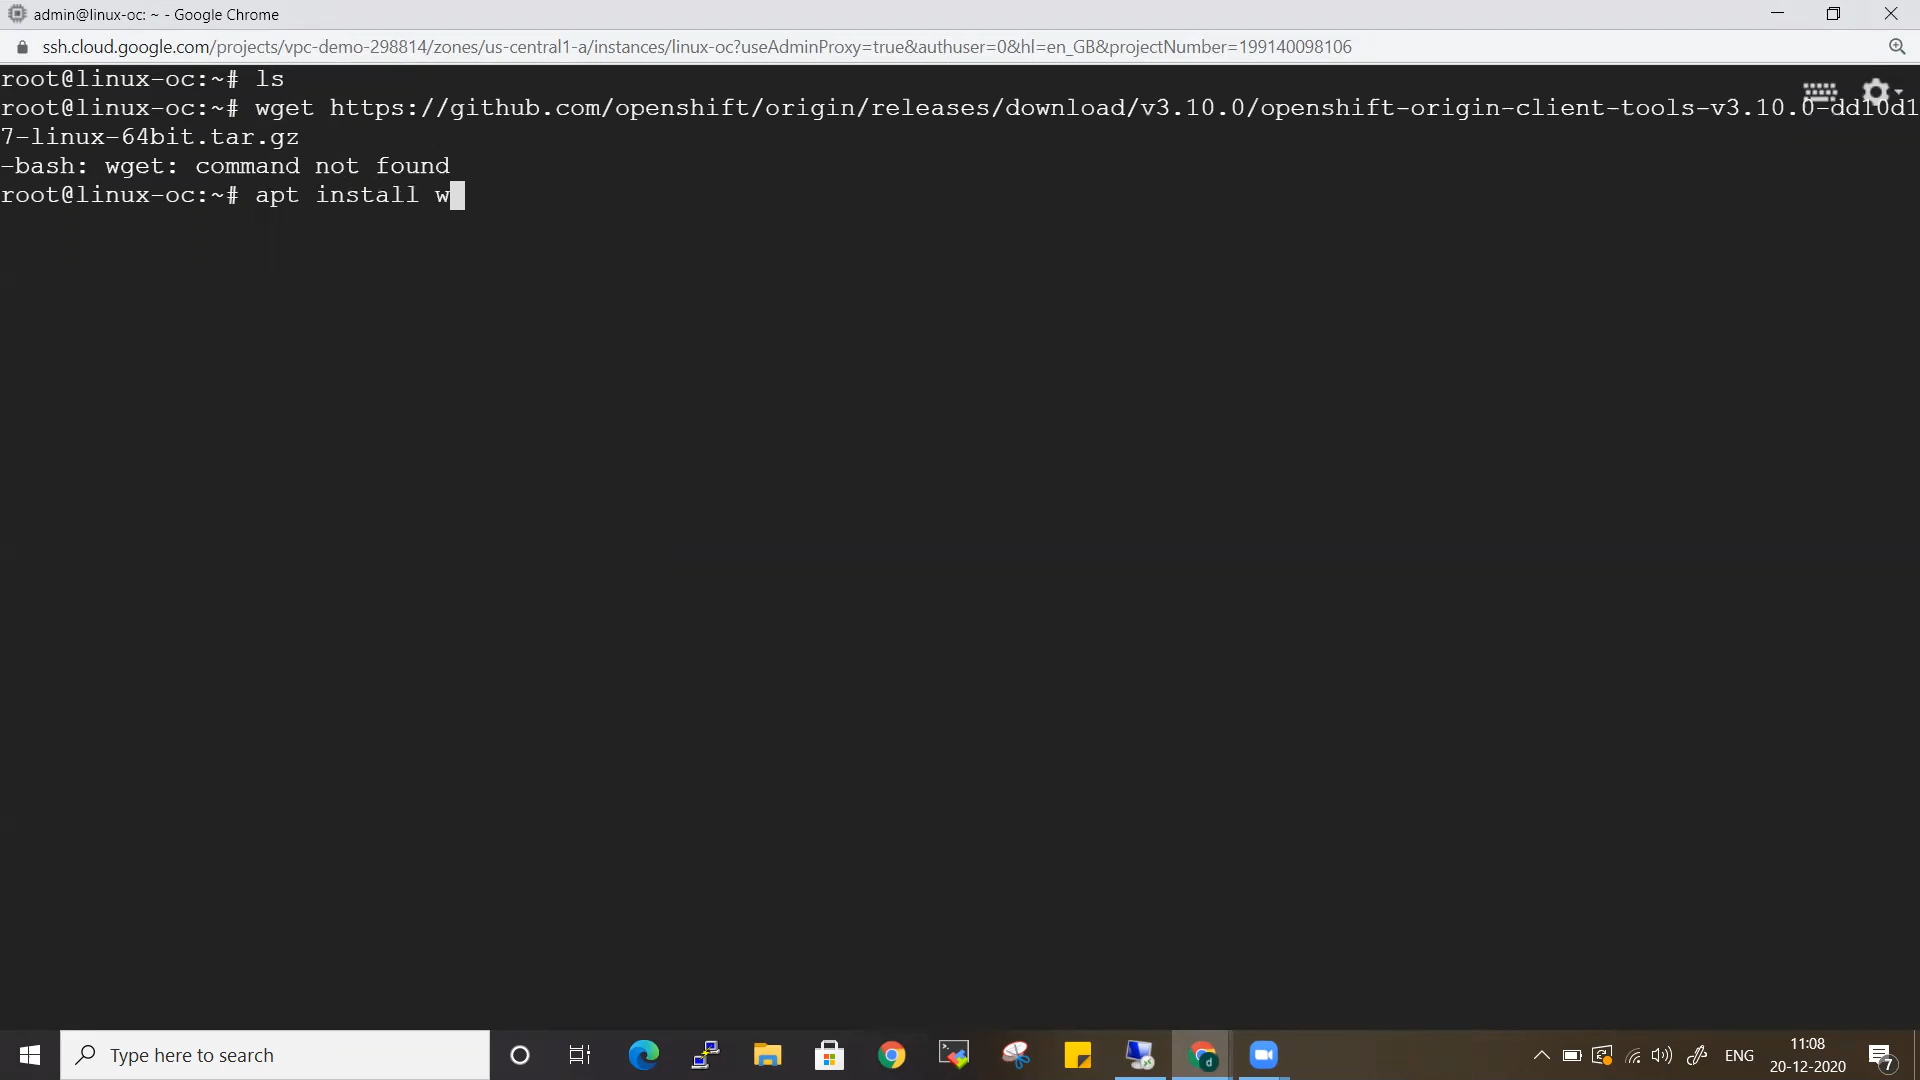 admin@linux-oc: ~ - Google Chrome
ssh.cloud.google.com/projects/vpc-demo-298814/zones/us-central1-a/instances/linux-oc?useAdminProxy=true&authuser=0&hl=en_GB&projectNumber=199140098106
root@linux-oc:~# ls
root@linux-oc:~# wget https://github.com/openshift/origin/releases/download/v3.10.0/openshift-origin-client-tools-v3.10.0-dd10d1
7-linux-64bit.tar.gz
-bash: wget: command not found
root@linux-oc:~# apt install w
Type here to search
ENG
11:08
20-12-2020
7